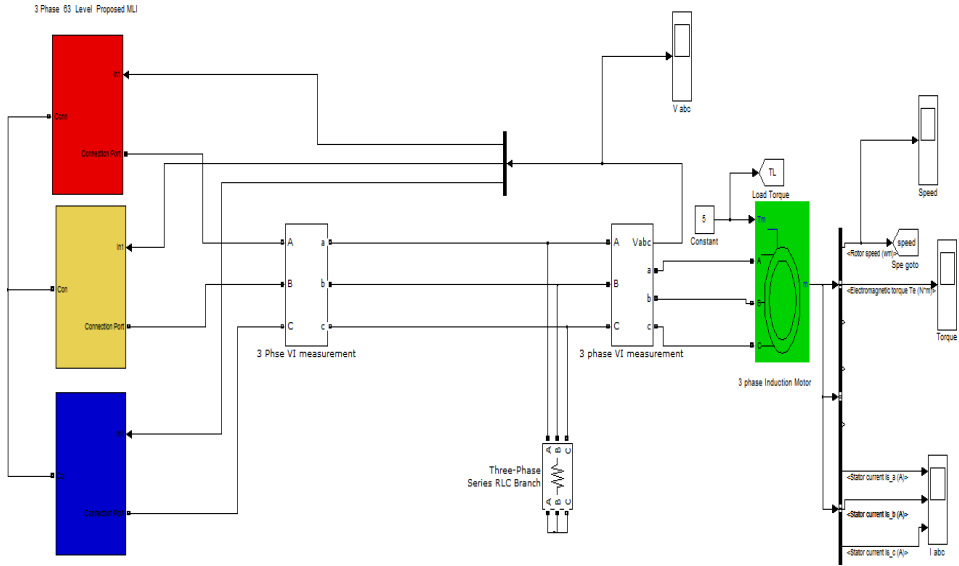 3 Phase 63 Level Proposed MLI
In1
Conn
Connection Port
In1
Con
Connection Port
In1
Co
Connection Port
A
B
C
a
b
c
3 Phse VI measurement
Three-Phase
Series RLC Branch
A B C
A B C
V abc
A
B
C
Vabc
a
b
c
3 phase VI measurement
5
Constant
TL
Load Torque
Tm
A
B
C
m
3 phase Induction Motor
Speed
speed
Spe goto
<Rotor speed (wm)>
<Electromagnetic torque Te (N*m)>
Torque
<Stator current is_a (A)>
<Stator current is_b (A)>
<Stator current is_c (A)>
I abc